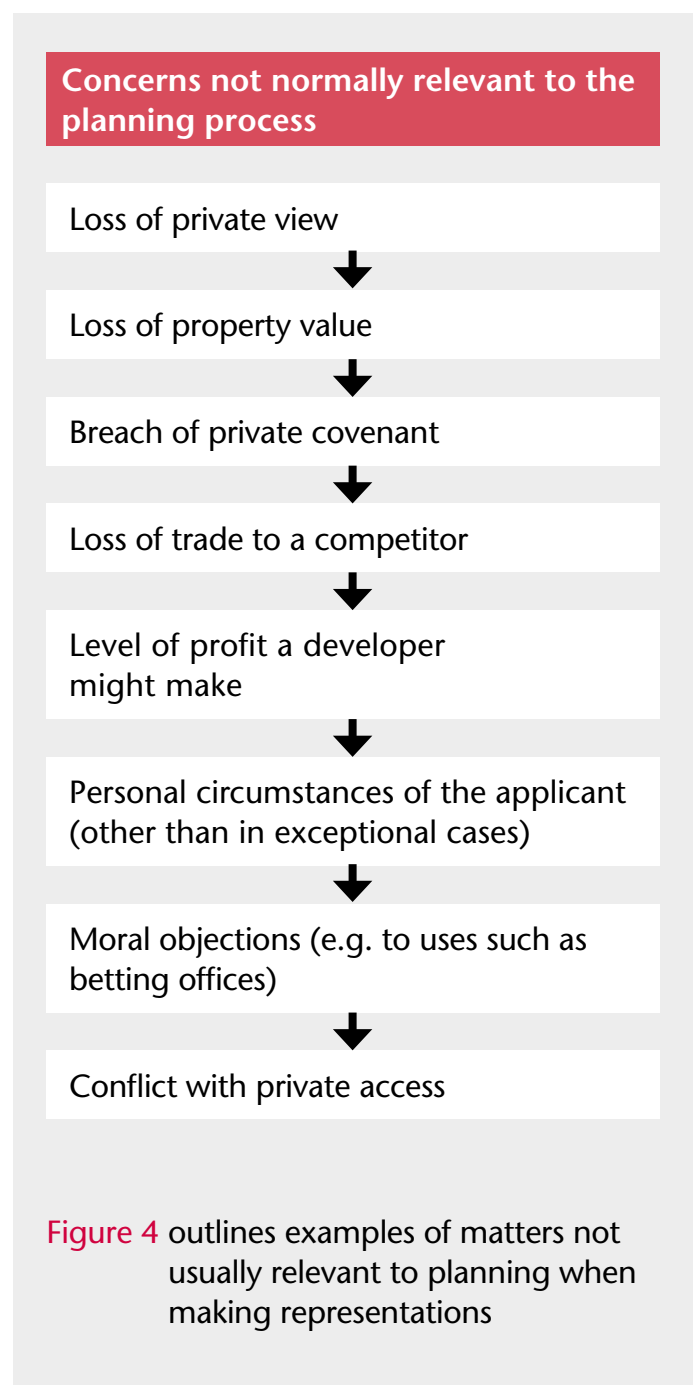 Concerns not normally relevant to the
planning process
Loss of private view
Loss of property value
Breach of private covenant
Loss of trade to a competitor
Level of profit a developer
might make
Personal circumstances of the applicant
(other than in exceptional cases)
Moral objections (e.g. to uses such as
betting offices)
Conflict with private access
Figure 4 outlines examples of matters not
usually relevant to planning when
making representations